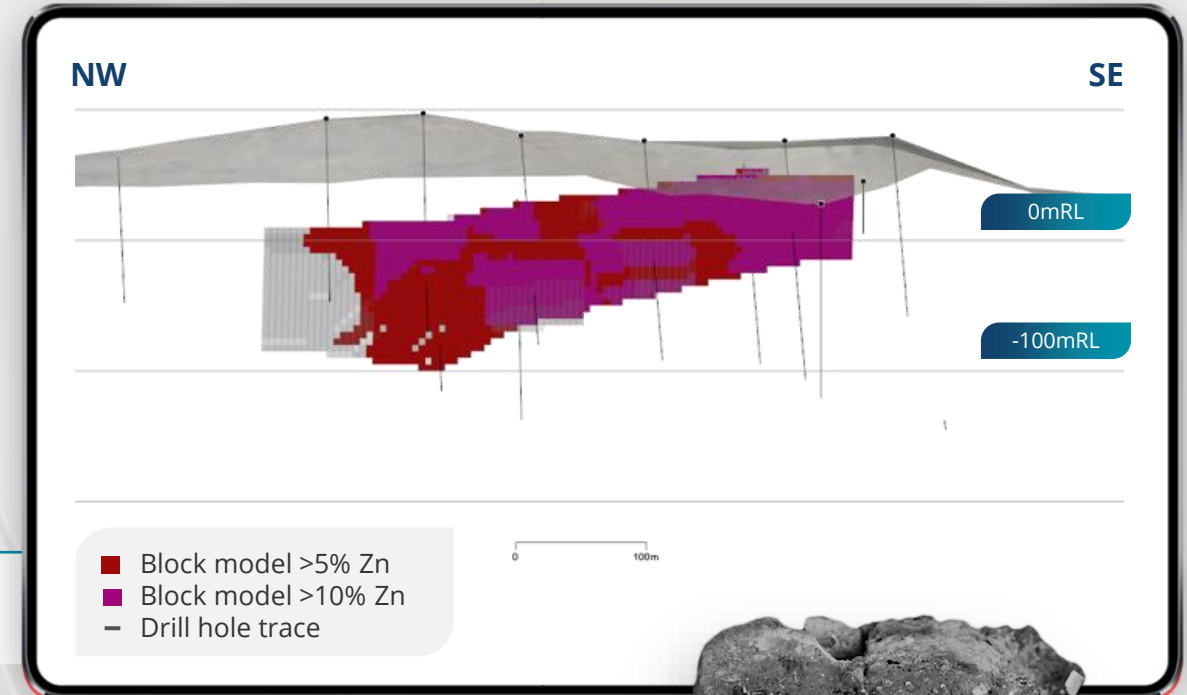 NW
SE
0mRL
-100mRL
0
100m
Block model >5% Zn
Block model >10% Zn
Drill hole trace